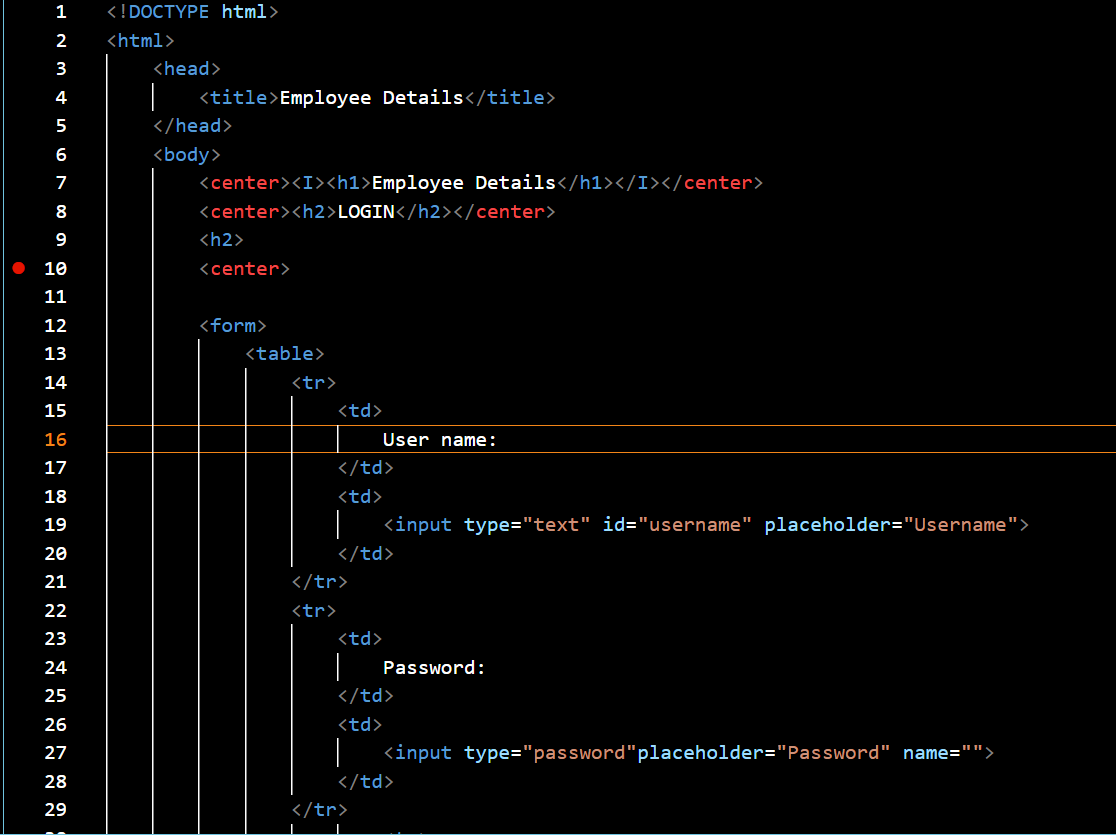 1 <!DOCTYPE html>
2 <html>
3 <head>
4 <title>Employee Details</title>
5 </head>
6 <body>
7 <center><I><h1>Employee Details</h1></I></center>
8 <center><h2>LOGIN</h2></center>
9 <h2>
10 <center>
11
12 <form>
13 <table>
14 <tr>
15 <td>
16 User name:
17 </td>
18 <td>
19 <input type="text" id="username" placeholder="Username">
20 </td>
21 </tr>
22 <tr>
23 <td>
24 Password:
25 </td>
26 <td>
27 <input type="password"placeholder="Password" name="">
28 </td>
29 </tr>